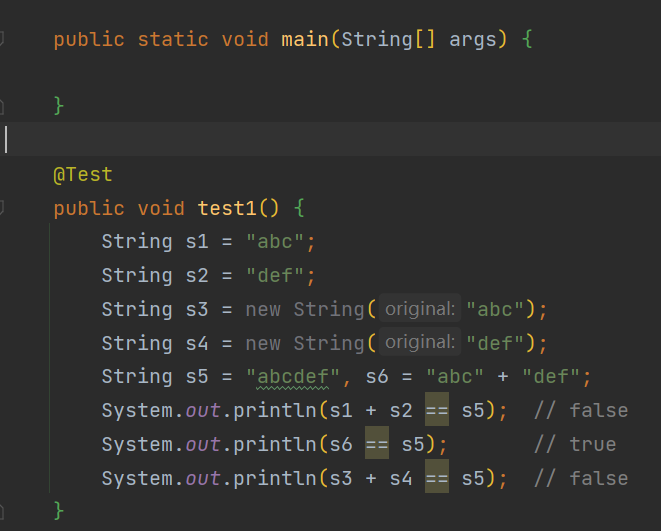 public static void main(String[] args) {
}
@Test
public void test1() {
String s1 = "abc";
String s2 = "def";
String s3 = new String( original: "abc");
String s4 = new String( original: "def");
String s5 = "abcdef", s6 = "abc" + "def";
System.out.println(s1 + s2 == s5);  // false
System.out.println(s6 == s5);       // true
System.out.println(s3 + s4 == s5);  // false
}